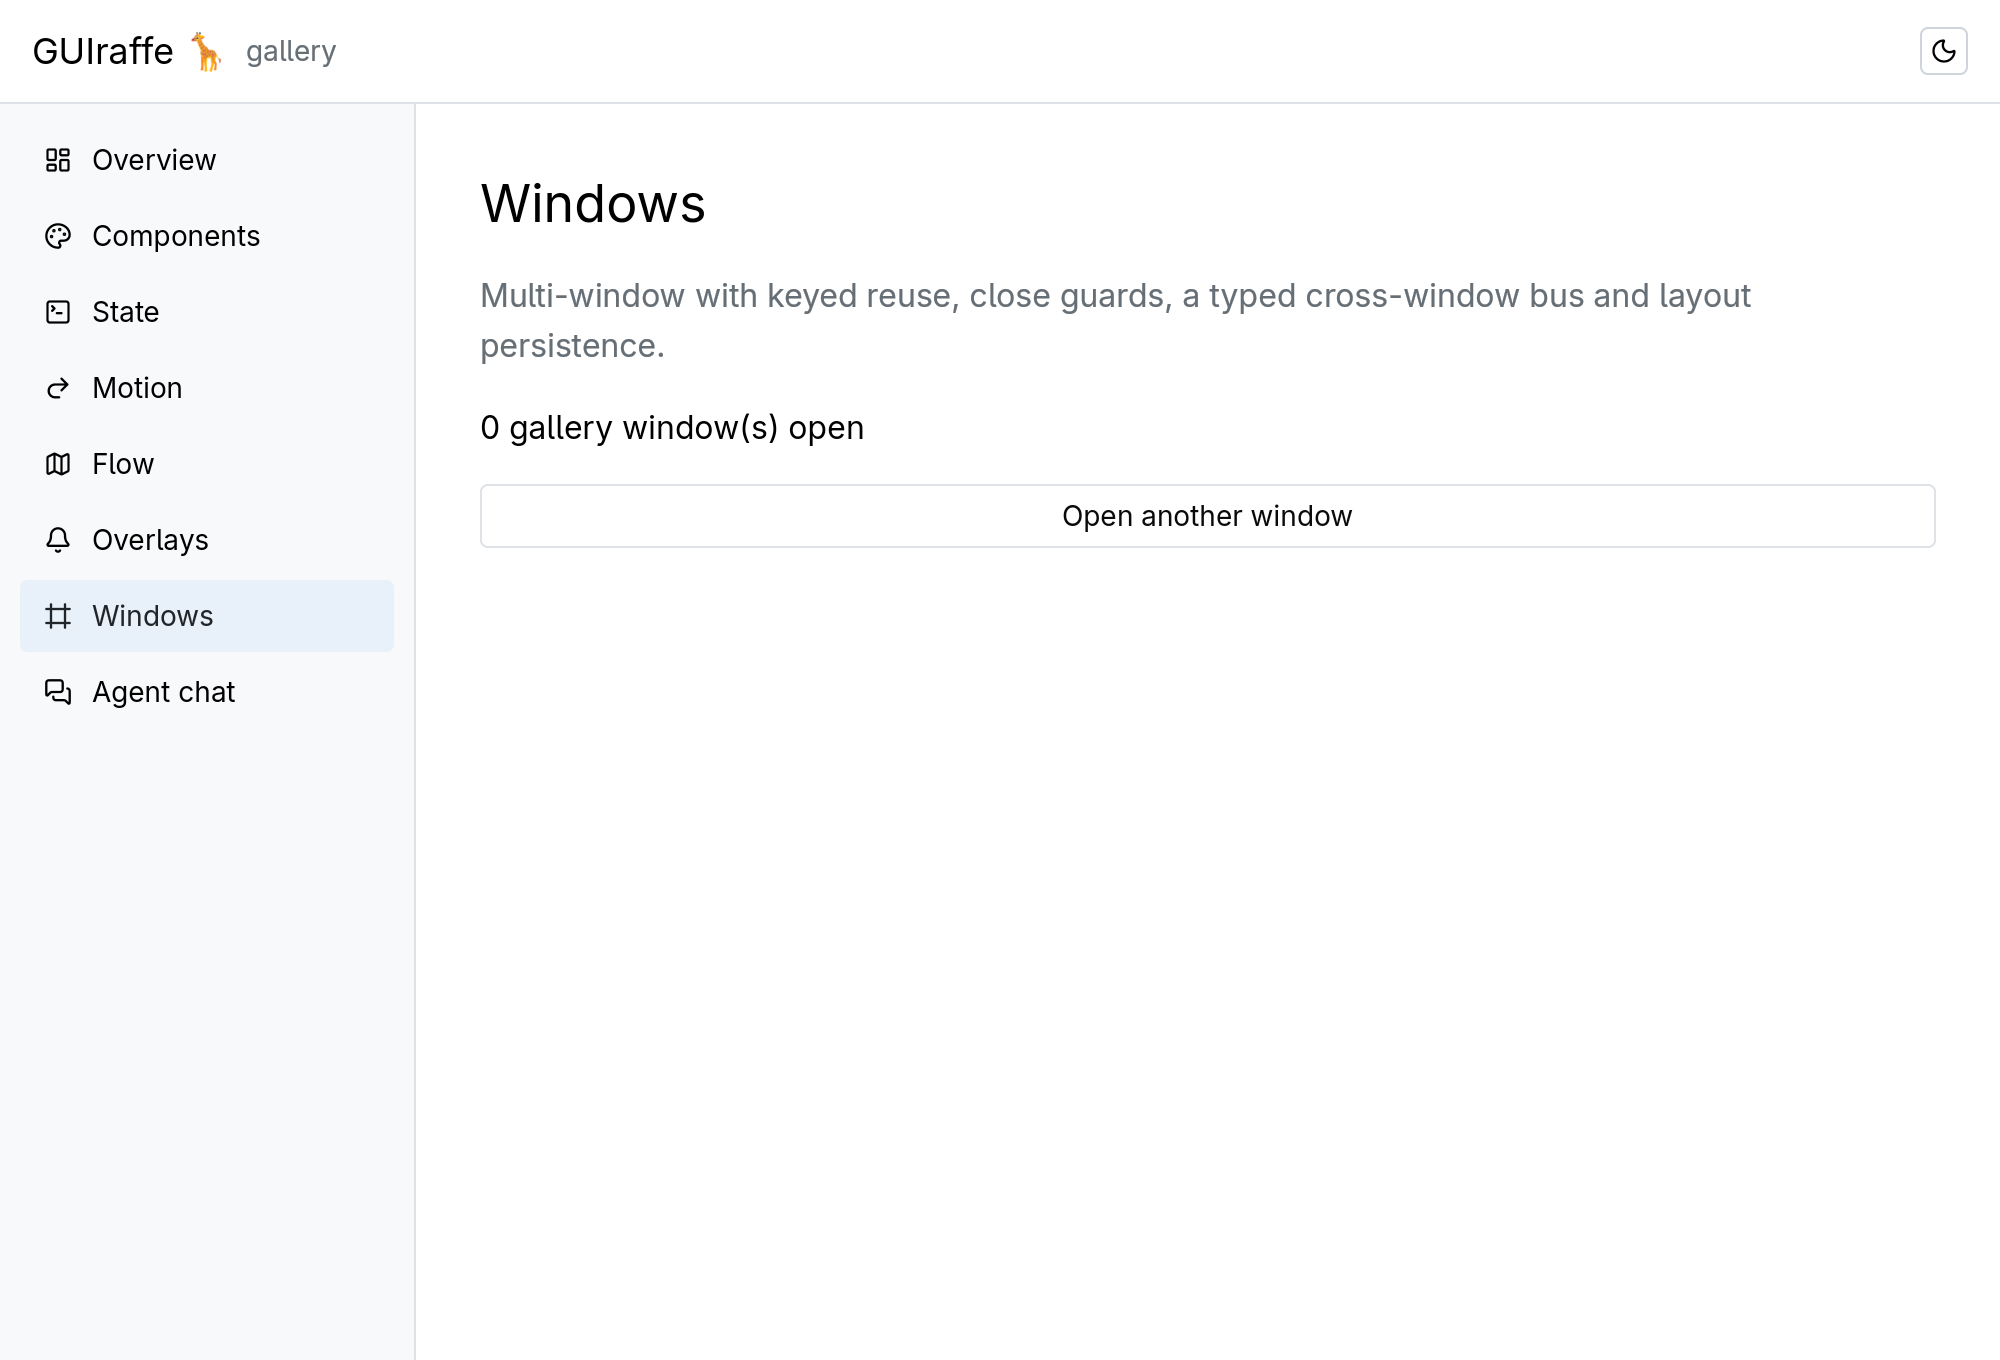 GUIraffe 🦒 gallery
Overview
Components
State
Motion
Flow
Overlays
Windows
Agent chat
Windows
Multi-window with keyed reuse, close guards, a typed cross-window bus and layout
persistence.
0 gallery window(s) open
Open another window